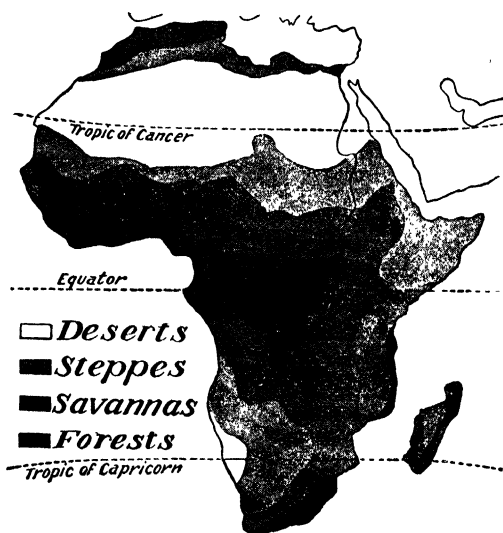 Tropic of Cancer
Equator
Deserts
Steppes
Savannas
Forests
Tropic of Capricorn